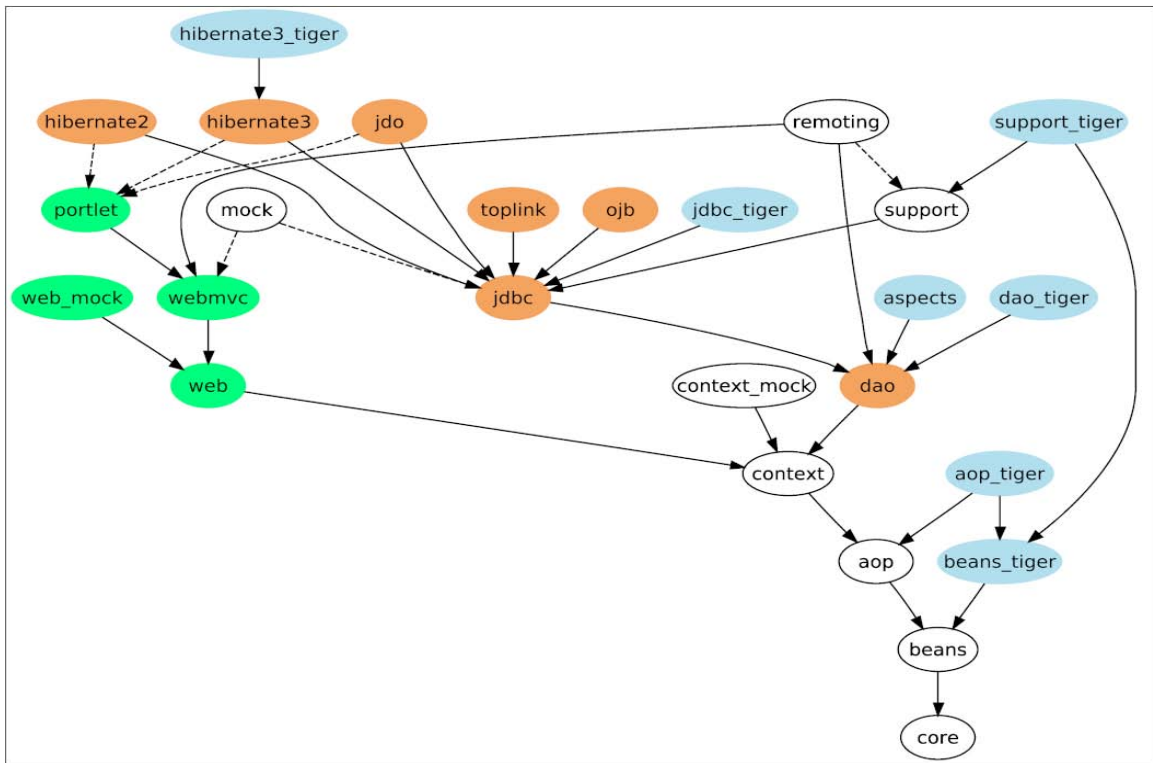 hibernate3_tiger
hibernate2
hibernate3
jdo
remoting
support_tiger
portlet
mock
toplink
ojb
jdbc_tiger
support
web_mock
webmvc
jdbc
aspects
dao_tiger
web
context_mock
dao
context
aop_tiger
aop
beans_tiger
beans
core